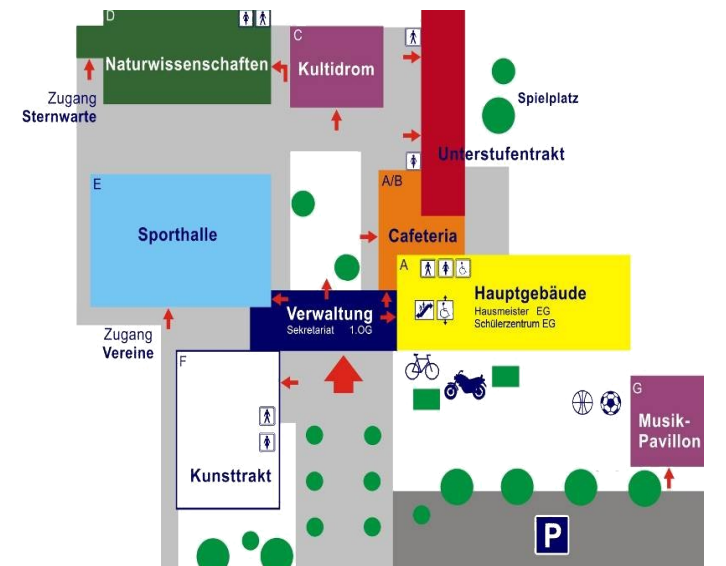 D
Naturwissenschaften
C
Kultidrom
Zugang
Sternwarte
Spielplatz
Unterstufentrakt
E
Sporthalle
A/B
Cafeteria
A
Hauptgebäude
Hausmeister EG
Schülerzentrum EG
Verwaltung
Sekretariat 1.OG
Zugang
Vereine
F
Kunsttrakt
G
Musik-
Pavillon
P